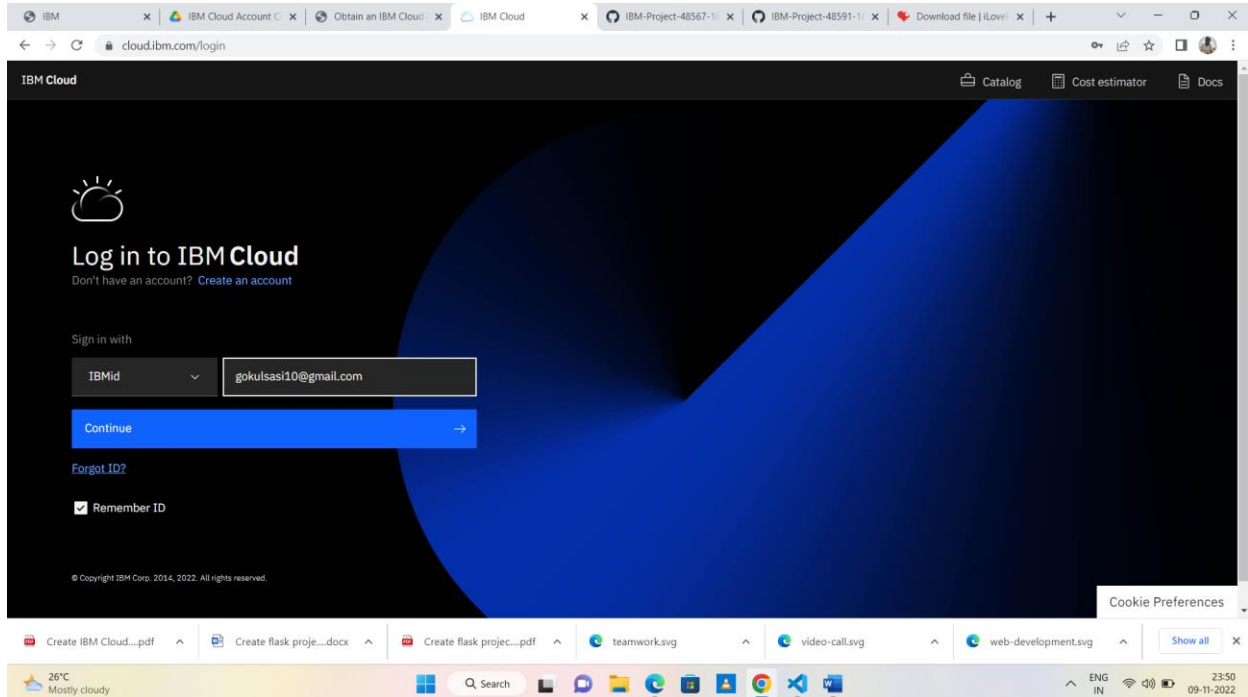 IBM
IBM Cloud Account C
Obtain an IBM Cloud
IBM Cloud
IBM-Project-48567-1
IBM-Project-48591-1
Download file | iLove
cloud.ibm.com/login
IBM Cloud
Catalog
Cost estimator
Docs
Log in to IBM Cloud
Don't have an account? Create an account
Sign in with
IBMid
gokulsasi10@gmail.com
Continue
Forgot ID?
Remember ID
© Copyright IBM Corp. 2014, 2022. All rights reserved.
Cookie Preferences
Create IBM Cloud....pdf
Create flask proje....docx
Create flask projec....pdf
teamwork.svg
video-call.svg
web-development.svg
Show all
26°C
Mostly cloudy
Search
ENG
IN
23:50
09-11-2022